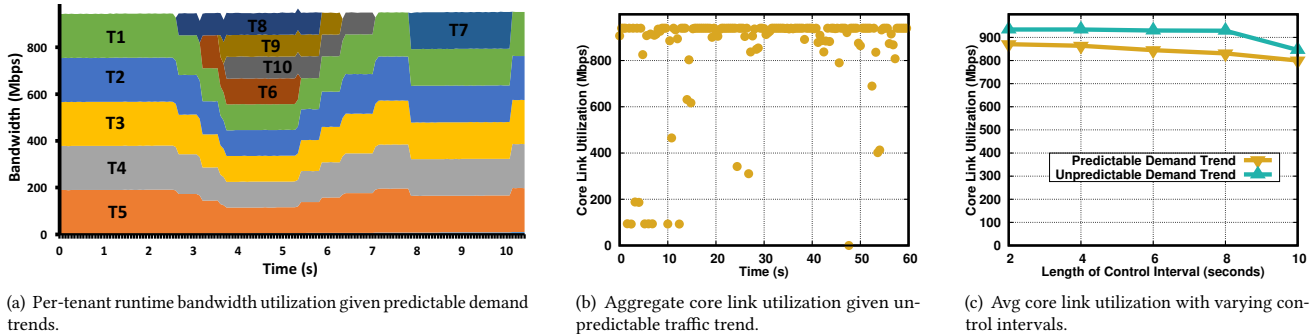 Bandwidth (Mbps)
800
600
400
200
0
T1
T2
T3
T4
T5
T8
T9
T10
T6
T7
0 1 2 3 4 5 6 7 8 9 10
Time (s)
(a) Per-tenant runtime bandwidth utilization given predictable demand
trends.
Core Link Utilization (Mbps)
800
600
400
200
0
0 10 20 30 40 50 60
Time (s)
(b) Aggregate core link utilization given un-
predictable traffic trend.
Core Link Utilization (Mbps)
900
800
700
600
500
400
300
200
100
0
Predictable Demand Trend
Unpredictable Demand Trend
2 4 6 8 10
Length of Control Interval (seconds)
(c) Avg core link utilization with varying con-
trol intervals.